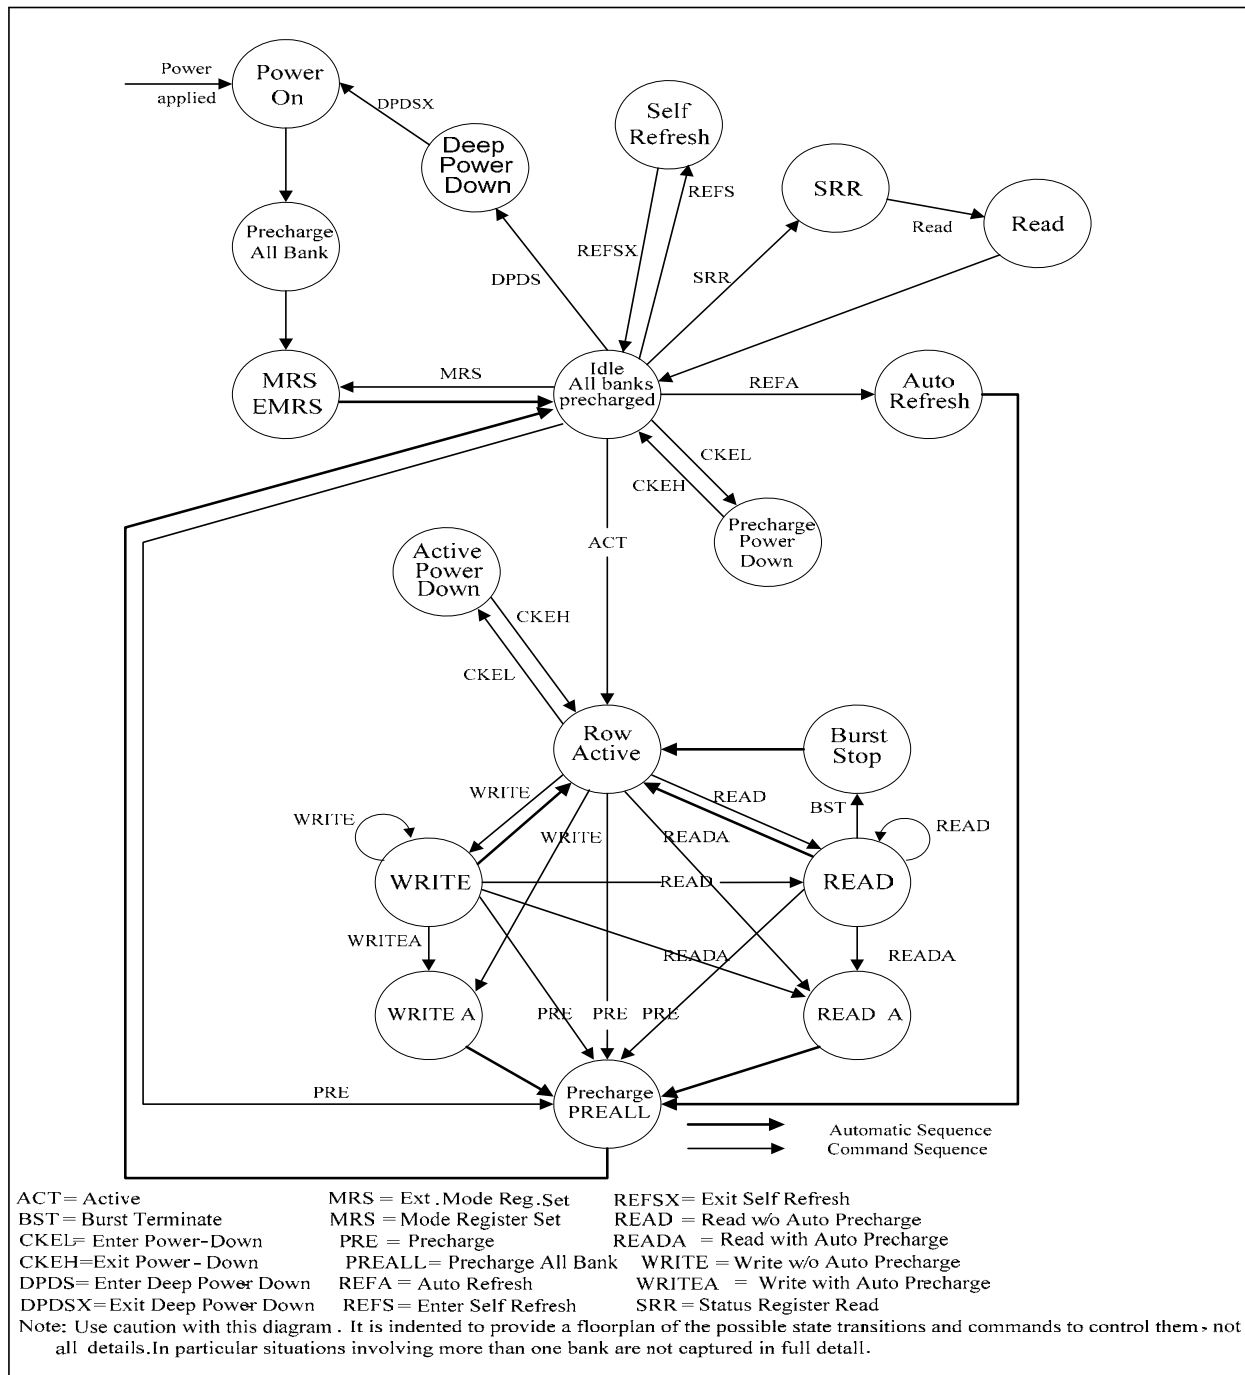 Power
applied
Power
On
DPDSX
Deep
Power
Down
Self
Refresh
REFS
REFSX
SRR
Read
Read
SRR
DPDS
Precharge
All Bank
MRS
EMRS
MRS
Idle
All banks
precharged
REFA
Auto
Refresh
CKEL
CKEH
Precharge
Power
Down
ACT
Active
Power
Down
CKEH
CKEL
Row
Active
Burst
Stop
BST
WRITE
READ
WRITE
WRITE
READA
READ
WRITE
READ
READ
WRITEA
READA
READA
WRITE A
PRE
PRE
PRE
READ A
PRE
Precharge
PREALL
Automatic Sequence
Command Sequence
ACT= Active MRS = Ext .Mode Reg.Set REFSX= Exit Self Refresh
BST= Burst Terminate MRS = Mode Register Set READ = Read w/o Auto Precharge
CKEL= Enter Power-Down PRE = Precharge READA = Read with Auto Precharge
CKEH=Exit Power- Down PREALL= Precharge All Bank WRITE = Write w/o Auto Precharge
DPDS= Enter Deep Power Down REFA = Auto Refresh WRITEA = Write with Auto Precharge
DPDSX=Exit Deep Power Down REFS= Enter Self Refresh SRR = Status Register Read
Note: Use caution with this diagram . It is indented to provide a floorplan of the possible state transitions and commands to control them, not
all details.In particular situations involving more than one bank are not captured in full detall.